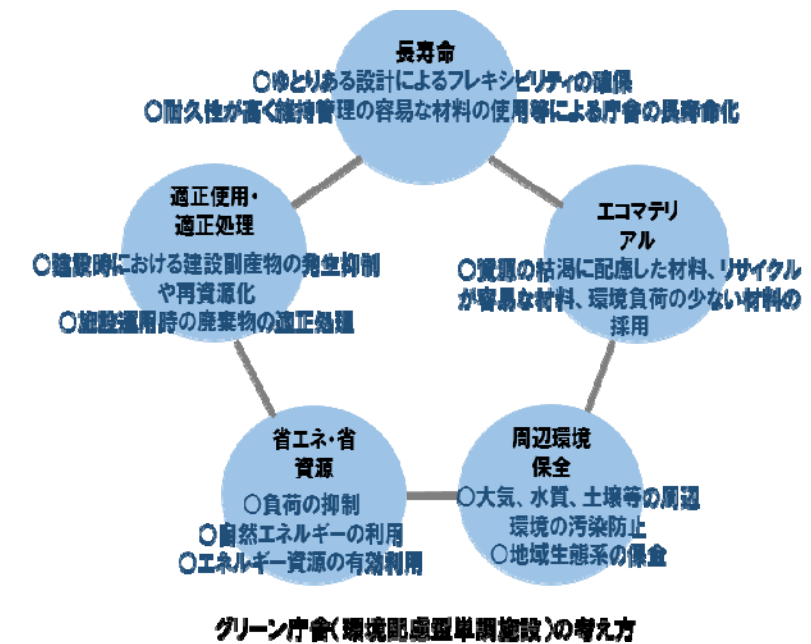 長寿命
○ゆとりある設計によるフレキシビリティの確保
○耐久性が高く維持管理の容易な材料の使用等による庁舎の長寿命化
適正使用・
適正処理
○建設時における建設副産物の発生抑制
や再資源化
○施設運用時の廃棄物の適正処理
エコマテリ
アル
○資源の枯渇に配慮した材料、リサイクル
が容易な材料、環境負荷の少ない材料の
採用
省エネ・省
資源
○負荷の抑制
○自然エネルギーの利用
○エネルギー資源の有効利用
周辺環境
保全
○大気、水質、土壌等の周辺
環境の汚染防止
○地域生態系の保全
グリーン庁舎(環境配慮型単調施設)の考え方